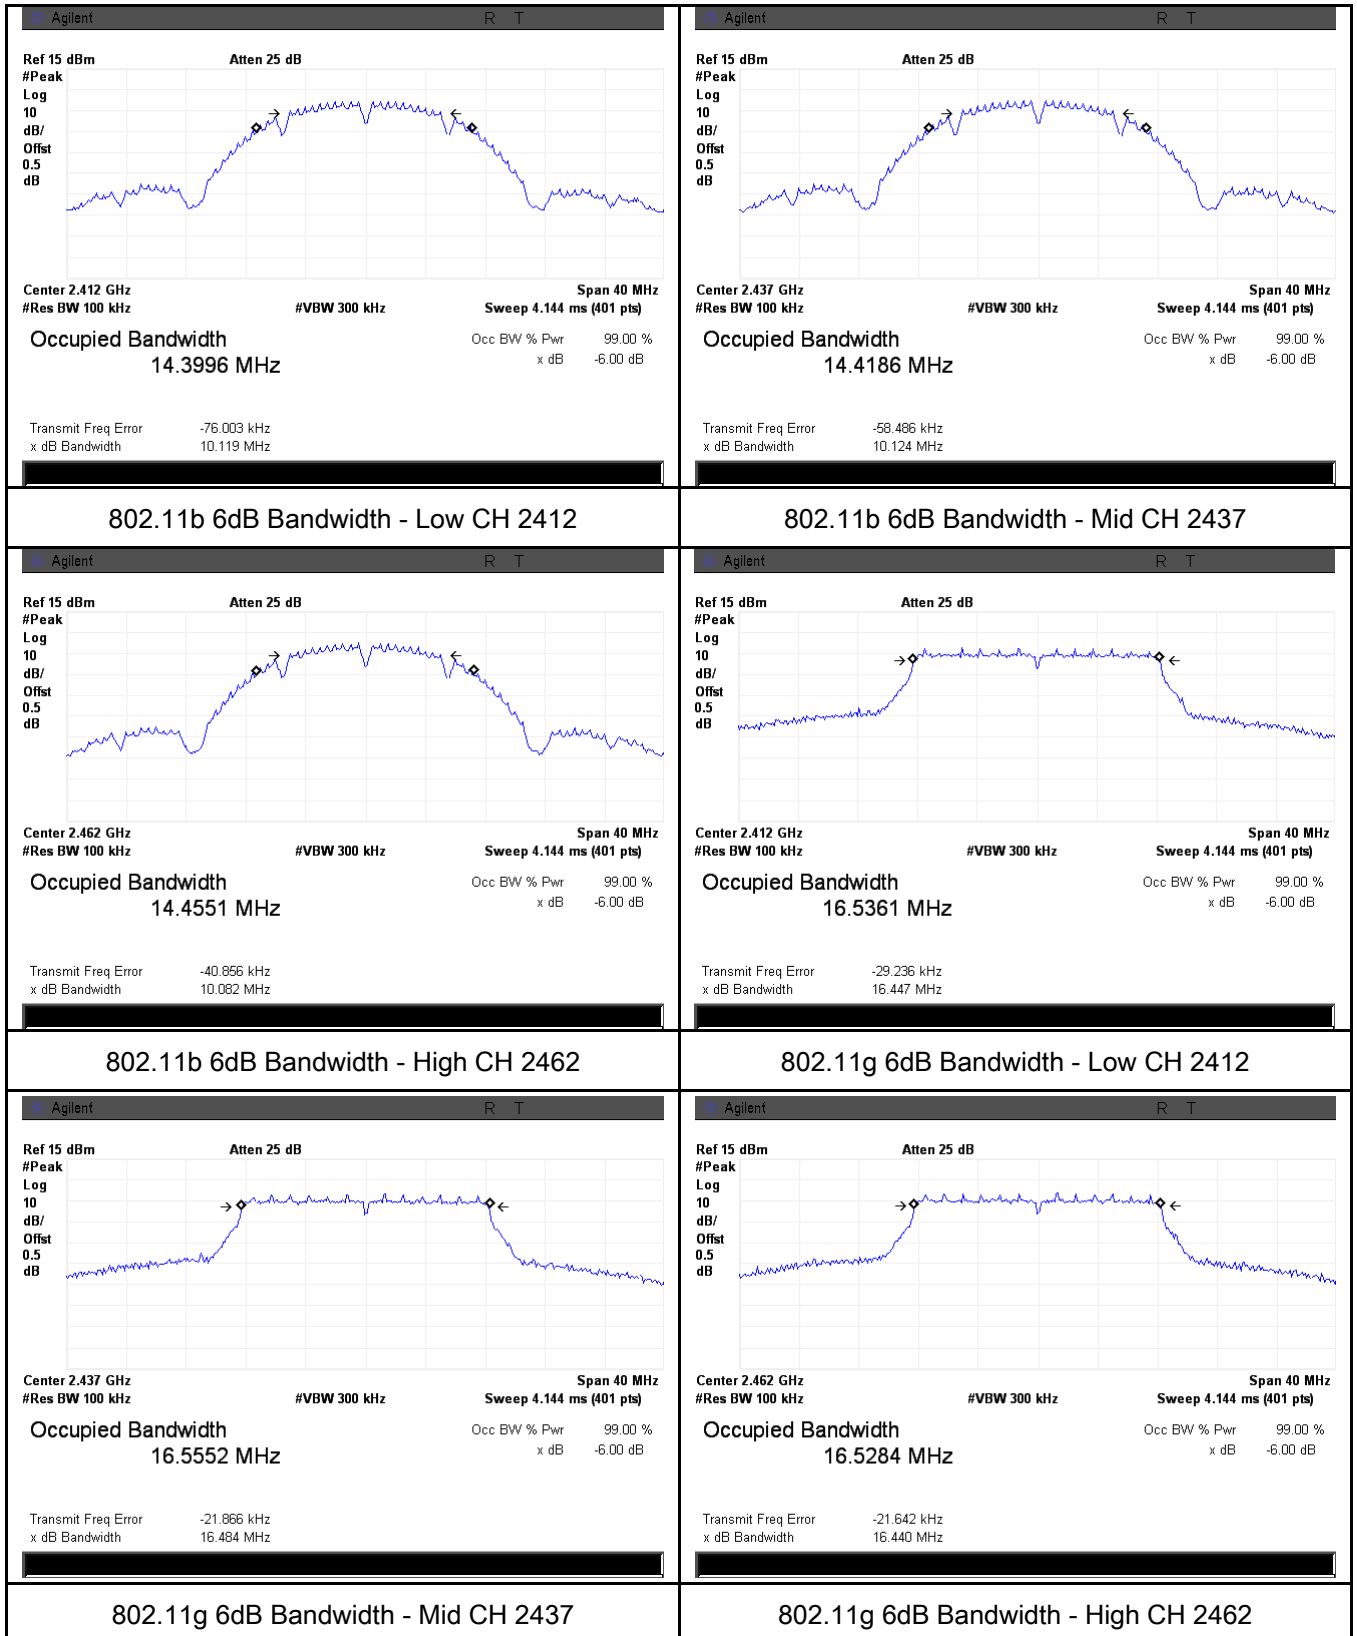 Agilent R T
Ref 15 dBm Atten 25 dB
#Peak
Log
10
dB/
Offst
0.5
dB
Center 2.412 GHz Span 40 MHz
#Res BW 100 kHz #VBW 300 kHz Sweep 4.144 ms (401 pts)
Occupied Bandwidth Occ BW % Pwr 99.00 %
14.3996 MHz x dB -6.00 dB
Transmit Freq Error -76.003 kHz
x dB Bandwidth 10.119 MHz
802.11b 6dB Bandwidth - Low CH 2412
Agilent R T
Ref 15 dBm Atten 25 dB
#Peak
Log
10
dB/
Offst
0.5
dB
Center 2.437 GHz Span 40 MHz
#Res BW 100 kHz #VBW 300 kHz Sweep 4.144 ms (401 pts)
Occupied Bandwidth Occ BW % Pwr 99.00 %
14.4186 MHz x dB -6.00 dB
Transmit Freq Error -58.486 kHz
x dB Bandwidth 10.124 MHz
802.11b 6dB Bandwidth - Mid CH 2437
Agilent R T
Ref 15 dBm Atten 25 dB
#Peak
Log
10
dB/
Offst
0.5
dB
Center 2.462 GHz Span 40 MHz
#Res BW 100 kHz #VBW 300 kHz Sweep 4.144 ms (401 pts)
Occupied Bandwidth Occ BW % Pwr 99.00 %
14.4551 MHz x dB -6.00 dB
Transmit Freq Error -40.856 kHz
x dB Bandwidth 10.082 MHz
802.11b 6dB Bandwidth - High CH 2462
Agilent R T
Ref 15 dBm Atten 25 dB
#Peak
Log
10
dB/
Offst
0.5
dB
Center 2.412 GHz Span 40 MHz
#Res BW 100 kHz #VBW 300 kHz Sweep 4.144 ms (401 pts)
Occupied Bandwidth Occ BW % Pwr 99.00 %
16.5361 MHz x dB -6.00 dB
Transmit Freq Error -29.236 kHz
x dB Bandwidth 16.447 MHz
802.11g 6dB Bandwidth - Low CH 2412
Agilent R T
Ref 15 dBm Atten 25 dB
#Peak
Log
10
dB/
Offst
0.5
dB
Center 2.437 GHz Span 40 MHz
#Res BW 100 kHz #VBW 300 kHz Sweep 4.144 ms (401 pts)
Occupied Bandwidth Occ BW % Pwr 99.00 %
16.5552 MHz x dB -6.00 dB
Transmit Freq Error -21.866 kHz
x dB Bandwidth 16.484 MHz
802.11g 6dB Bandwidth - Mid CH 2437
Agilent R T
Ref 15 dBm Atten 25 dB
#Peak
Log
10
dB/
Offst
0.5
dB
Center 2.462 GHz Span 40 MHz
#Res BW 100 kHz #VBW 300 kHz Sweep 4.144 ms (401 pts)
Occupied Bandwidth Occ BW % Pwr 99.00 %
16.5284 MHz x dB -6.00 dB
Transmit Freq Error -21.642 kHz
x dB Bandwidth 16.440 MHz
802.11g 6dB Bandwidth - High CH 2462